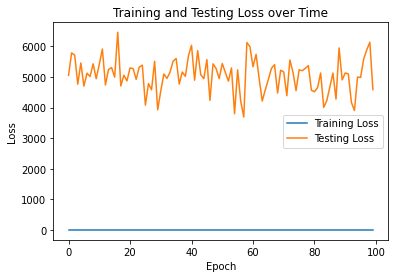 Training and Testing Loss over Time
Loss
6000
5000
4000
3000
2000
1000
0
Training Loss
Testing Loss
0 20 40 60 80 100
Epoch